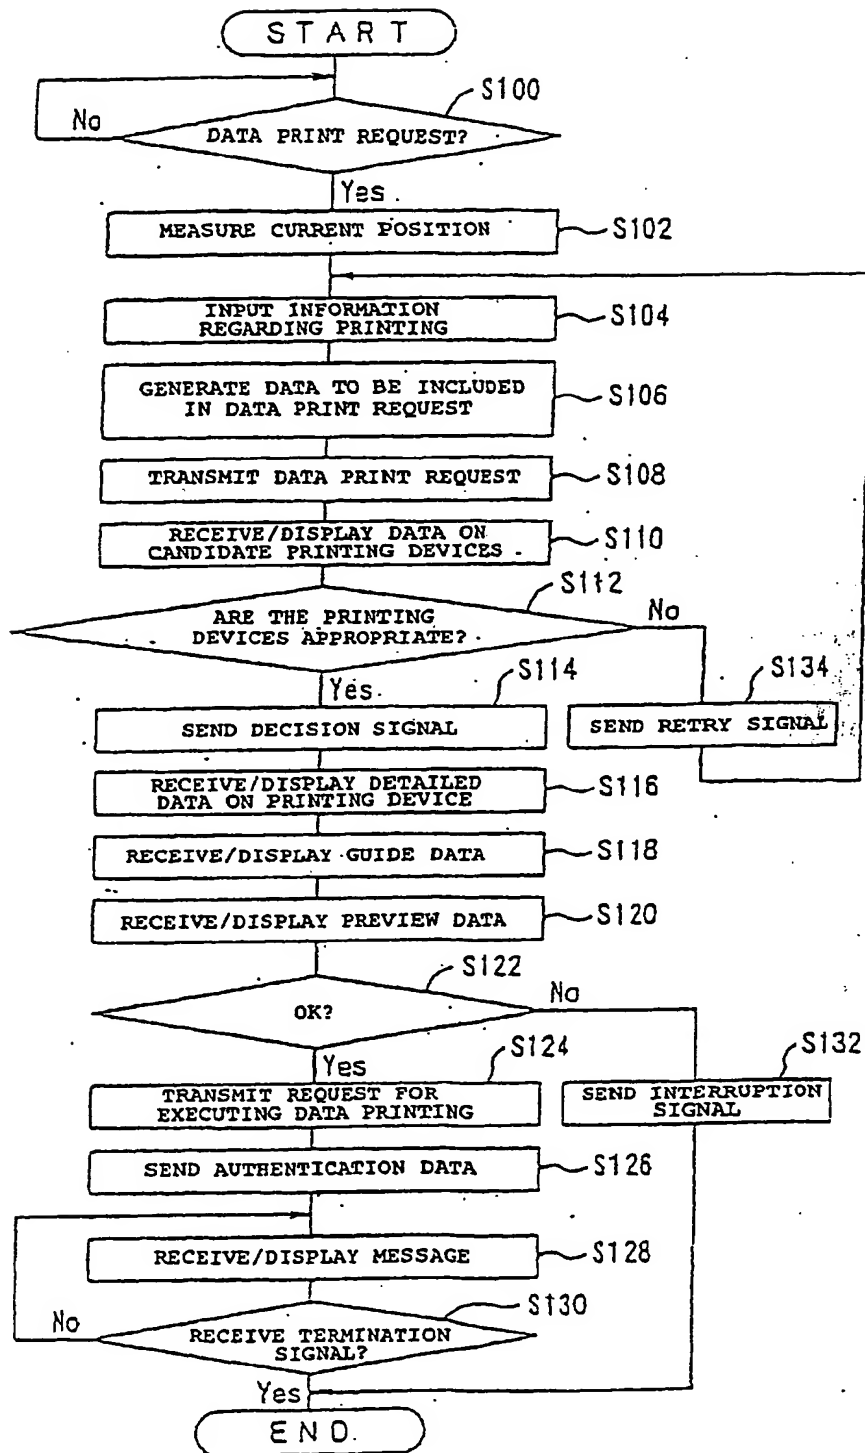 START
S100
No
DATA PRINT REQUEST?
Yes
MEASURE CURRENT POSITION
S102
INPUT INFORMATION
REGARDING PRINTING
S104
GENERATE DATA TO BE INCLUDED
IN DATA PRINT REQUEST
S106
TRANSMIT DATA PRINT REQUEST
S108
RECEIVE/DISPLAY DATA ON
CANDIDATE PRINTING DEVICES
S110
S112
ARE THE PRINTING
DEVICES APPROPRIATE?
No
Yes
S114
S134
SEND DECISION SIGNAL
SEND RETRY SIGNAL
RECEIVE/DISPLAY DETAILED
DATA ON PRINTING DEVICE
S116
RECEIVE/DISPLAY GUIDE DATA
S118
RECEIVE/DISPLAY PREVIEW DATA
S120
S122
OK?
No
Yes
S124
S132
TRANSMIT REQUEST FOR
EXECUTING DATA PRINTING
SEND INTERRUPTION
SIGNAL
SEND AUTHENTICATION DATA
S126
RECEIVE/DISPLAY MESSAGE
S128
S130
No
RECEIVE TERMINATION
SIGNAL?
Yes
END